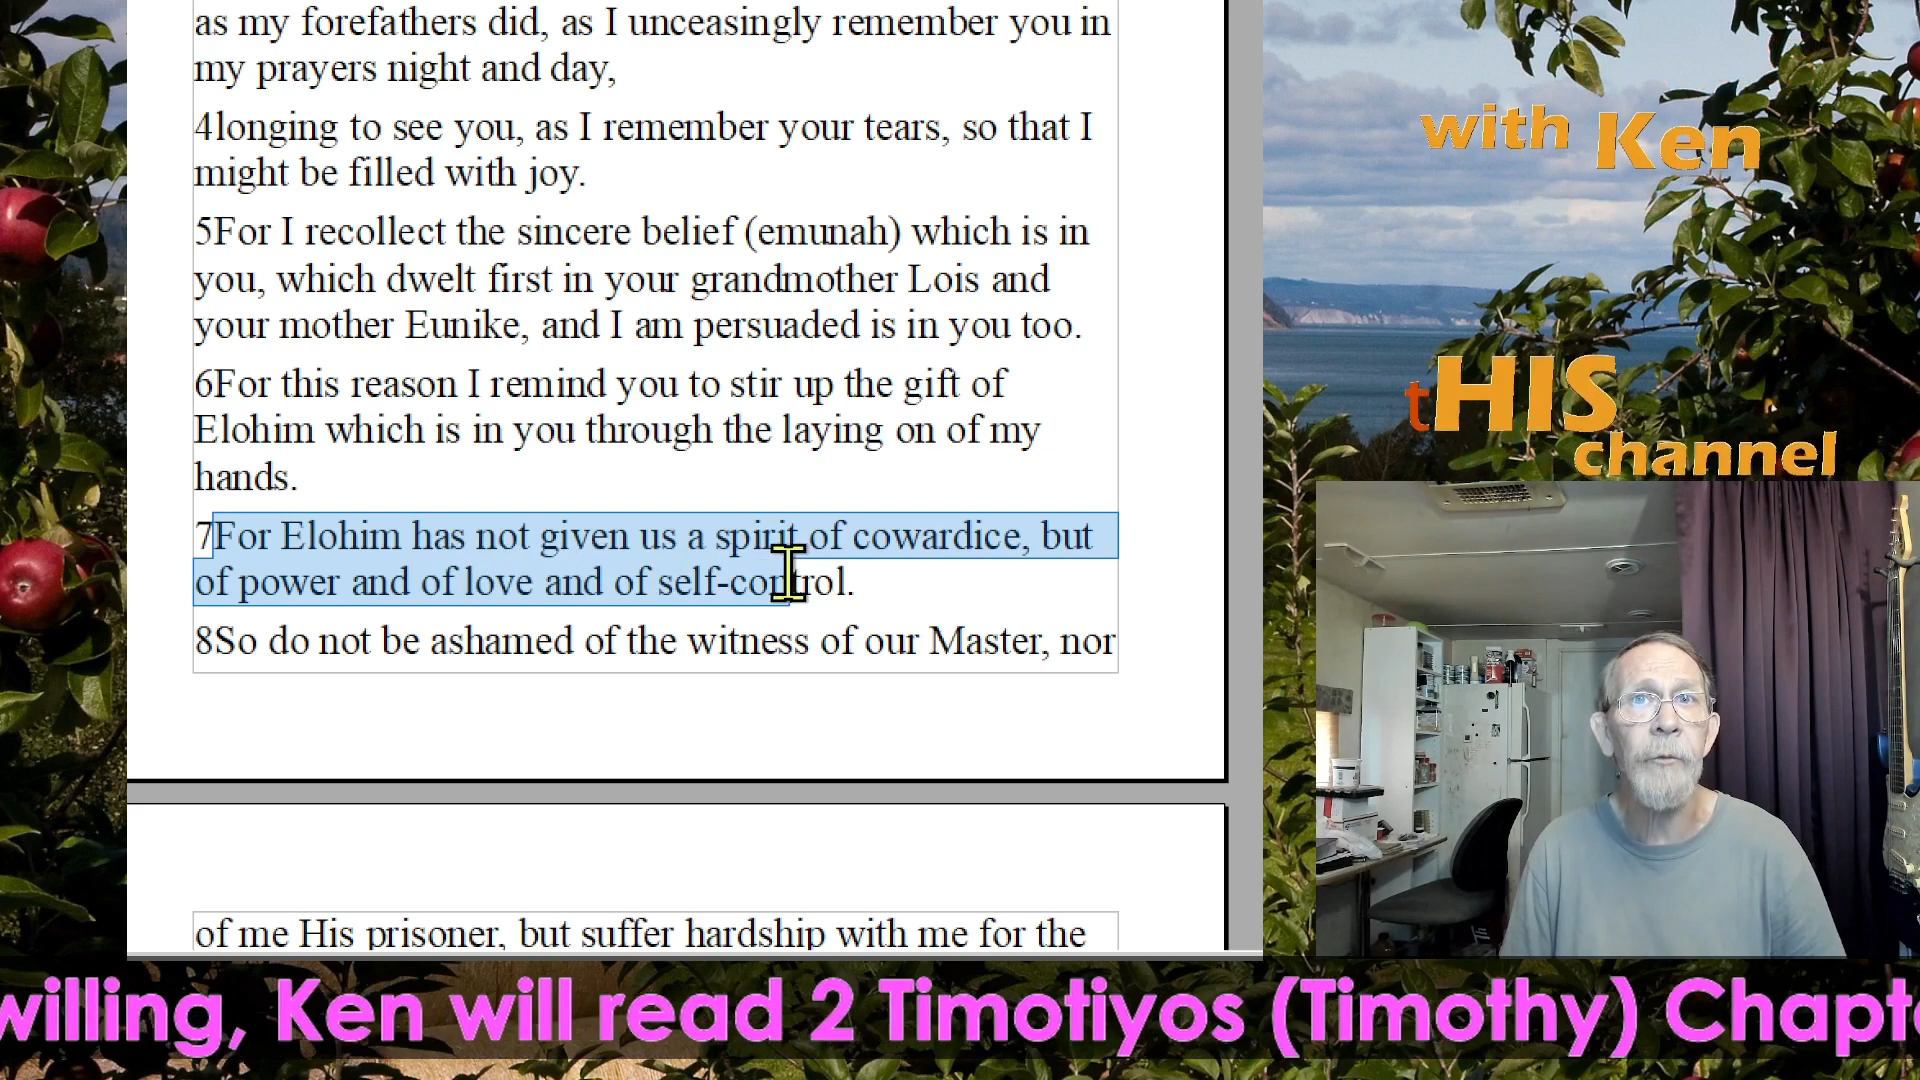 as my forefathers did, as I unceasingly remember you in
my prayers night and day,
4longing to see you, as I remember your tears, so that I
might be filled with joy.
5For I recollect the sincere belief (emunah) which is in
you, which dwelt first in your grandmother Lois and
your mother Eunike, and I am persuaded is in you too.
6For this reason I remind you to stir up the gift of
Elohim which is in you through the laying on of my
hands.
7For Elohim has not given us a spirit of cowardice, but
of power and of love and of self-control.
8So do not be ashamed of the witness of our Master, nor
of me His prisoner, but suffer hardship with me for the
with Ken
tHIS
channel
willing, Ken will read 2 Timotiyos (Timothy) Chapt